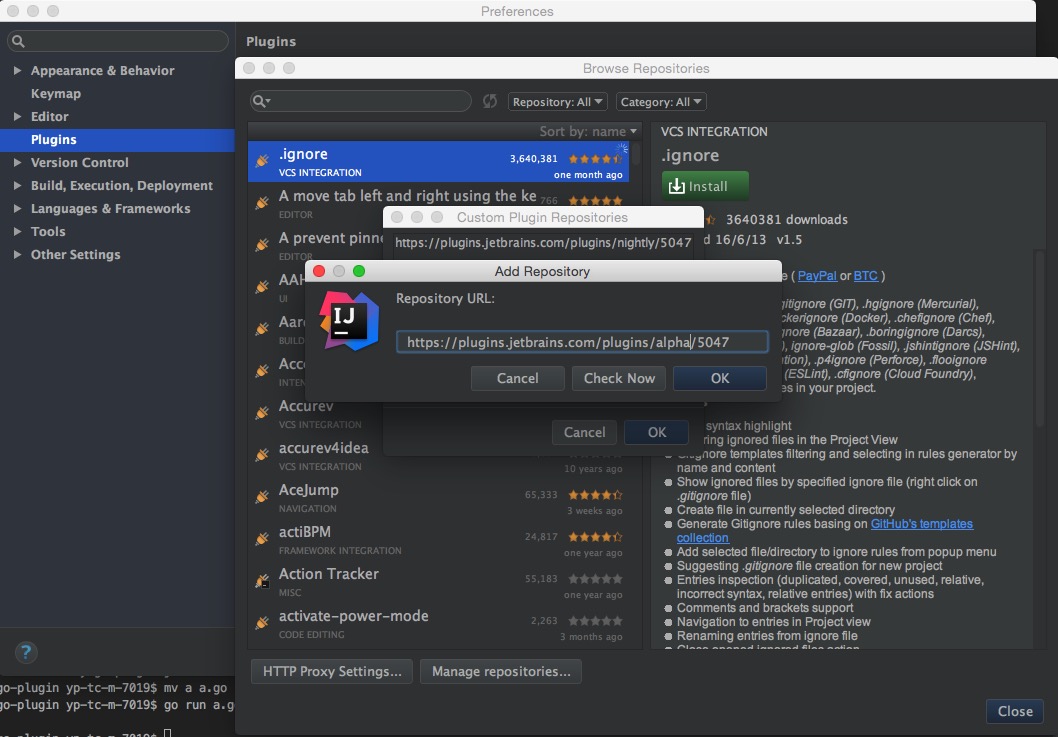 Preferences
Plugins
Appearance & Behavior
Keymap
Editor
Plugins
Version Control
Build, Execution, Deployment
Languages & Frameworks
Tools
Other Settings
?
go-plugin yp-tc-m-7019$ mv a a.go
go-plugin yp-tc-m-7019$ go run a.g
Browse Repositories
Repository: All
Category: All
Sort by: name
.ignore
3,640,381
VCS INTEGRATION
one month ago
A move tab left and right using the ke
766
EDITOR
A prevent pinne
EDITOR
AAH
UI
Aar
BUILD
Acc
INTEN
Accurev
VCS INTEGRATION
accurev4idea
VCS INTEGRATION
10 years ago
AceJump
65,333
NAVIGATION
3 weeks ago
actiBPM
24,817
FRAMEWORK INTEGRATION
one year ago
Action Tracker
55,183
MISC
one year ago
activate-power-mode
2,263
CODE EDITING
3 months ago
HTTP Proxy Settings...
Manage repositories...
VCS INTEGRATION
.ignore
Install
3640381 downloads
d 16/6/13 v1.5
e ( PayPal or BTC )
gitignore (GIT), .hgignore (Mercurial),
ckerignore (Docker), .chefignore (Chef),
gnore (Bazaar), .boringignore (Darcs),
), ignore-glob (Fossil), .jshintignore (JSHint),
ntion), .p4ignore (Perforce), .flooignore
(ESLint), .cfignore (Cloud Foundry),
es in your project.
syntax highlight
ring ignored files in the Project View
Gitignore templates filtering and selecting in rules generator by
name and content
Show ignored files by specified ignore file (right click on
.gitignore file)
Create file in currently selected directory
Generate Gitignore rules basing on GitHub's templates
collection
Add selected file/directory to ignore rules from popup menu
Suggesting .gitignore file creation for new project
Entries inspection (duplicated, covered, unused, relative,
incorrect syntax, relative entries) with fix actions
Comments and brackets support
Navigation to entries in Project view
Renaming entries from ignore file
Close opened ignored files action
Close
Custom Plugin Repositories
https://plugins.jetbrains.com/plugins/nightly/5047
Cancel
OK
Add Repository
IJ
Repository URL:
https://plugins.jetbrains.com/plugins/alpha/5047
Cancel
Check Now
OK